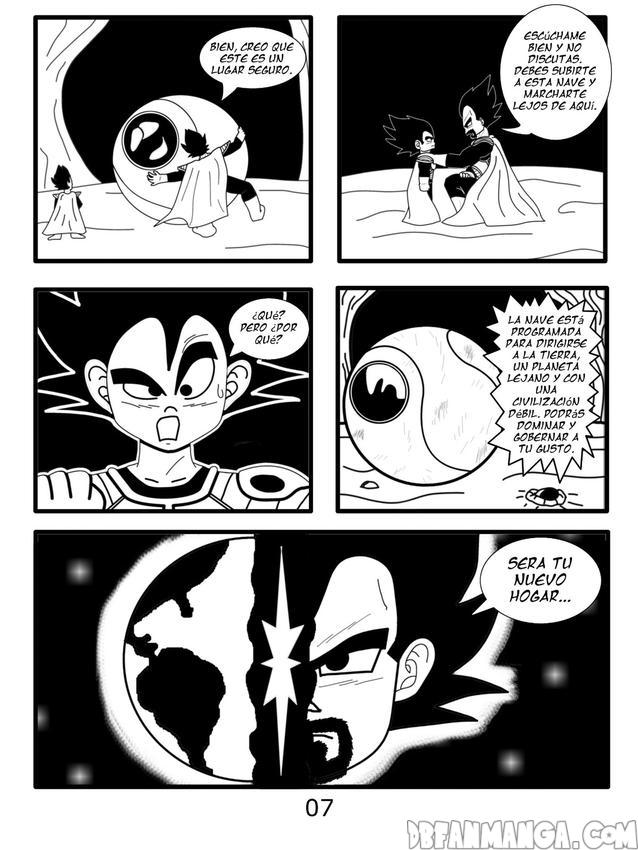 BIEN, CREO QUE
ESTE ES UN
LUGAR SEGURO.
ESCÚCHAME
BIEN Y NO
DISCUTAS.
DEBES SUBIRTE
A ESTA NAVE Y
MARCHARTE
LEJOS DE AQUÍ.
¿QUÉ?
PERO ¿POR
QUÉ?
LA NAVE ESTÁ
PROGRAMADA
PARA DIRIGIRSE
A LA TIERRA,
UN PLANETA
LEJANO Y CON
UNA
CIVILIZACIÓN
DÉBIL. PODRÁS
DOMINAR Y
GOBERNAR A
TU GUSTO.
SERA TU
NUEVO
HOGAR...
07
DBFANMANGA.COM